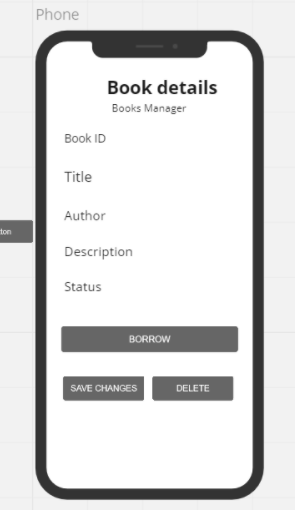 Phone
Book details
Books Manager
Book ID
Title
Author
Description
Status
BORROW
SAVE CHANGES
DELETE